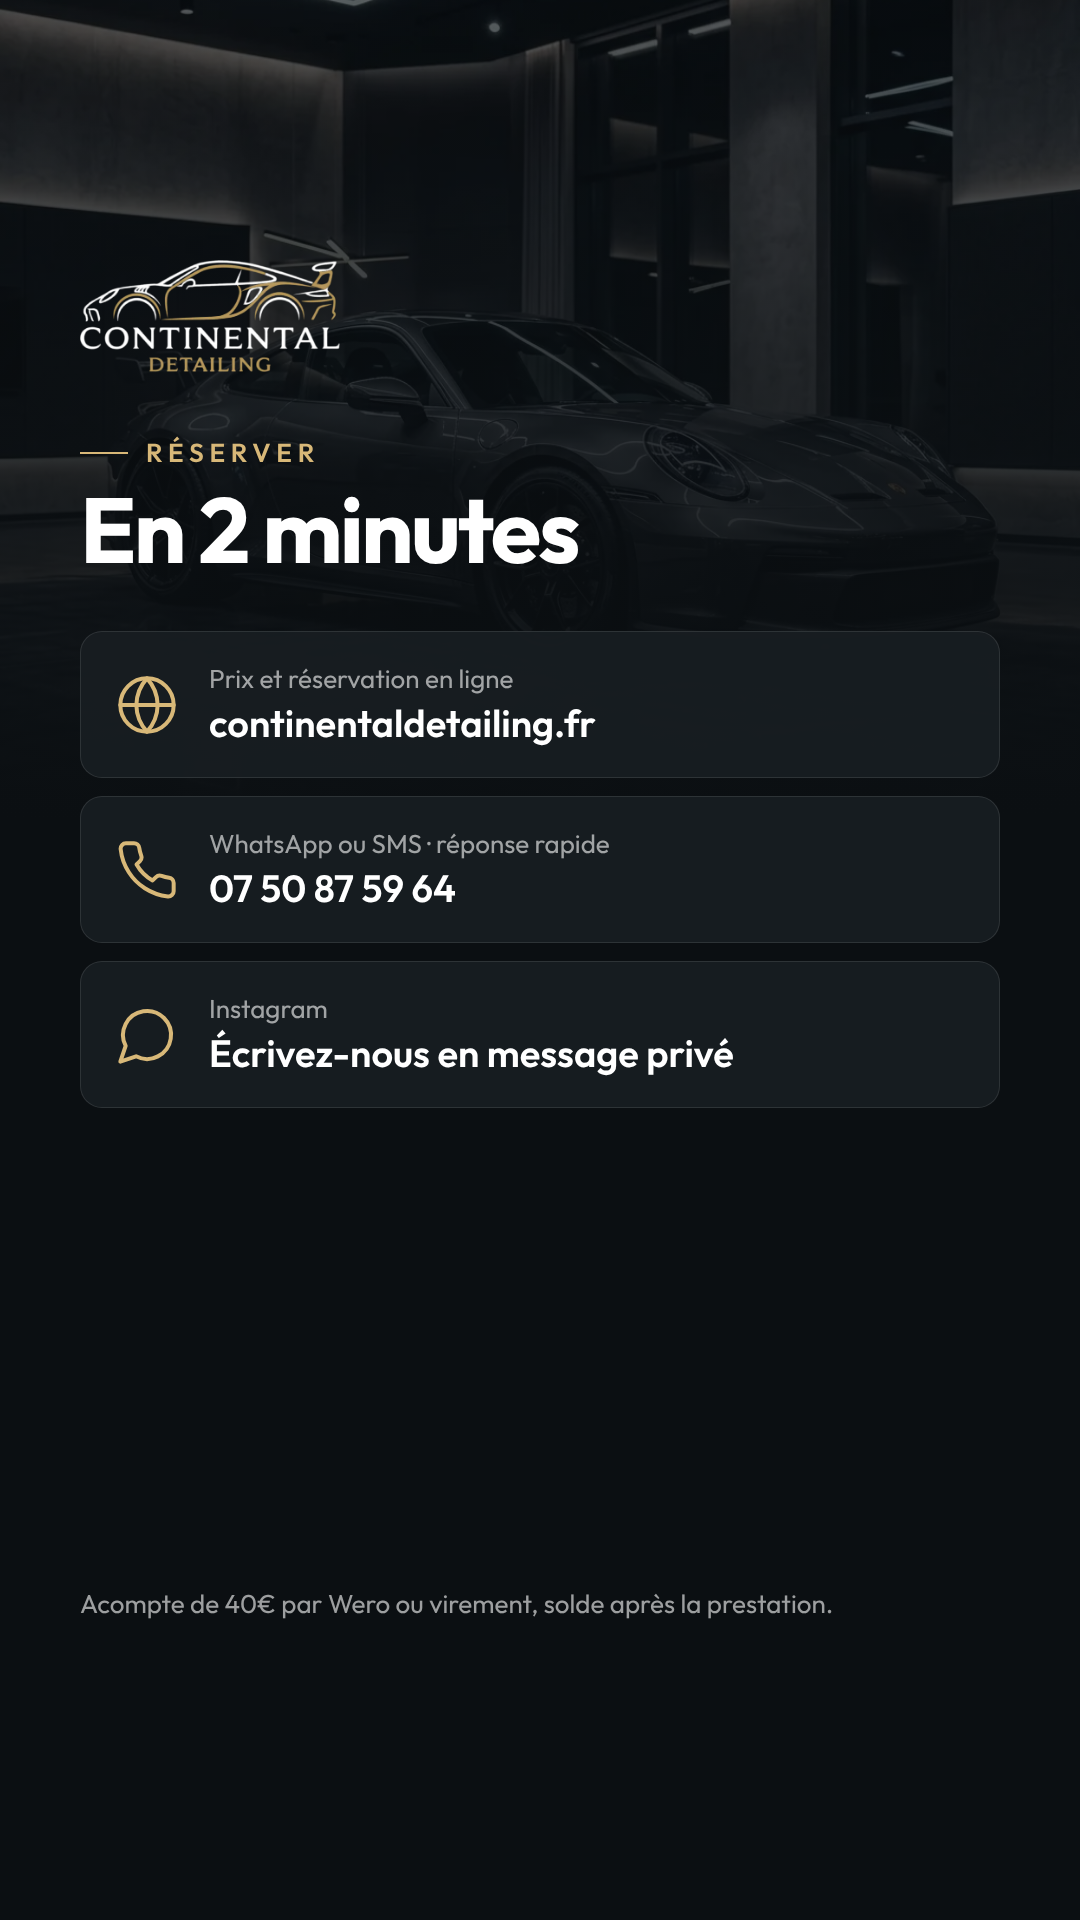 CONTINENTAL
DETAILING
RÉSERVER
En 2 minutes
Prix et réservation en ligne
continentaldetailing.fr
WhatsApp ou SMS · réponse rapide
07 50 87 59 64
Instagram
Écrivez-nous en message privé
Acompte de 40€ par Wero ou virement, solde après la prestation.